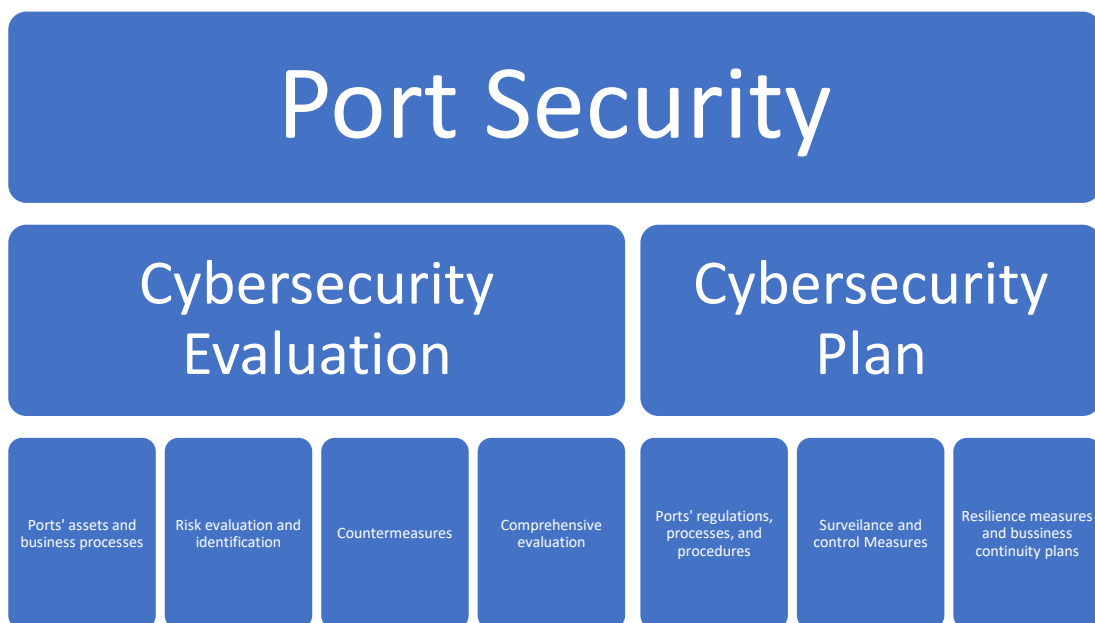 Port Security
Cybersecurity
Evaluation
Cybersecurity
Plan
Ports' assets and
business processes
Risk evaluation and
identification
Countermeasures
Comprehensive
evaluation
Ports' regulations,
processes, and
procedures
Surveilance and
control Measures
Resilience measures
and bussiness
continuity plans